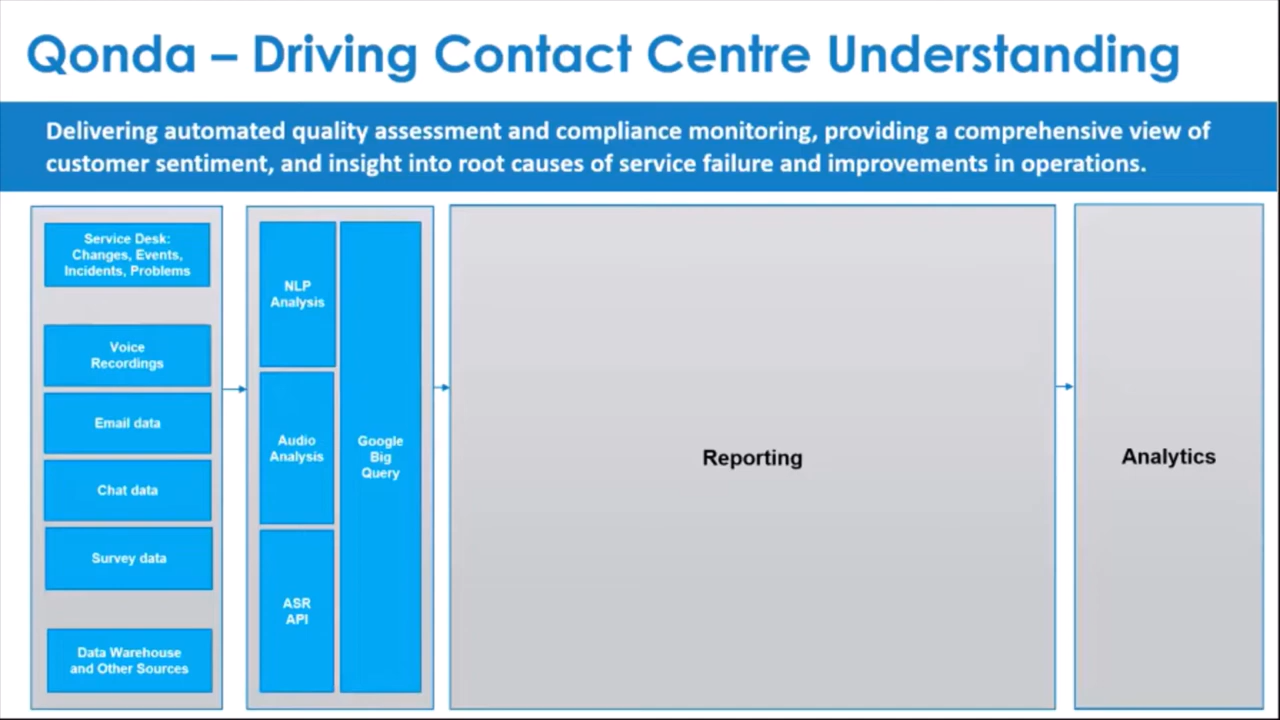 Qonda – Driving Contact Centre Understanding
Delivering automated quality assessment and compliance monitoring, providing a comprehensive view of
customer sentiment, and insight into root causes of service failure and improvements in operations.
Service Desk:
Changes, Events,
Incidents, Problems
Voice
Recordings
Email data
Chat data
Survey data
Data Warehouse
and Other Sources
NLP
Analysis
Audio
Analysis
ASR
API
Google
Big
Query
Reporting
Analytics